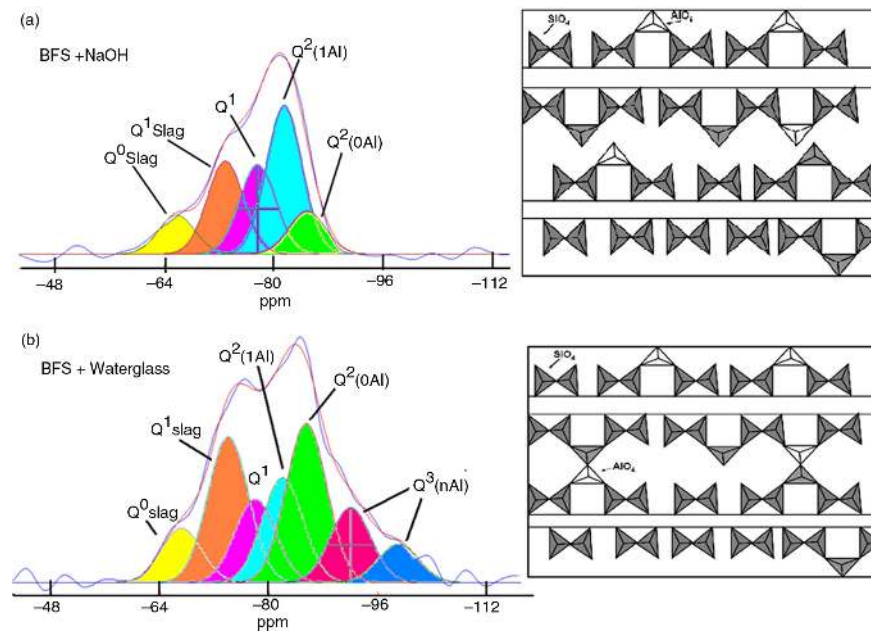 (a)
BFS +NaOH
Q²(1Al)
Q¹
Q¹Slag
Q⁰Slag
Q²(0Al)
−48 −64 −80 −96 −112
ppm
SiO₄ AlO₄
(b)
BFS + Waterglass
Q²(1Al)
Q²(0Al)
Q¹slag
Q¹
Q³(nAl)
Q⁰slag
−48 −64 −80 −96 −112
ppm
SiO₄
AlO₄